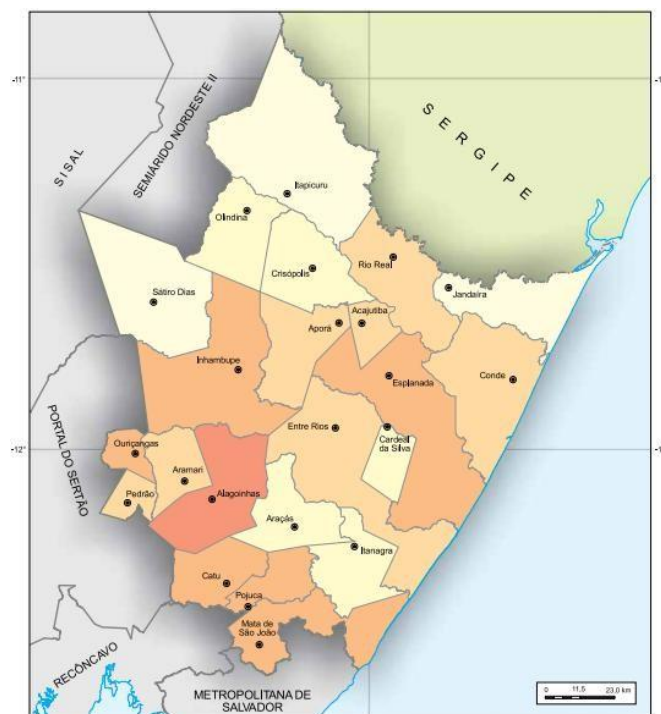 -11°
-11
SERGIPE
SISAL
SEMIÁRIDO NORDESTE II
Itapicuru
Olindina
Crisópolis
Rio Real
Jandaíra
Sátiro Dias
Acajutiba
Aporá
Inhambupe
Esplanada
Conde
PORTAL DO SERTÃO
Entre Rios
Cardeal
da Silva
-12°
-12
Ouriçangas
Aramari
Pedrão
Alagoinhas
Araçás
Itanagra
Catu
Pojuca
Mata de
São João
RECÔNCAVO
METROPOLITANA DE
SALVADOR
0 11,5 23,0 km